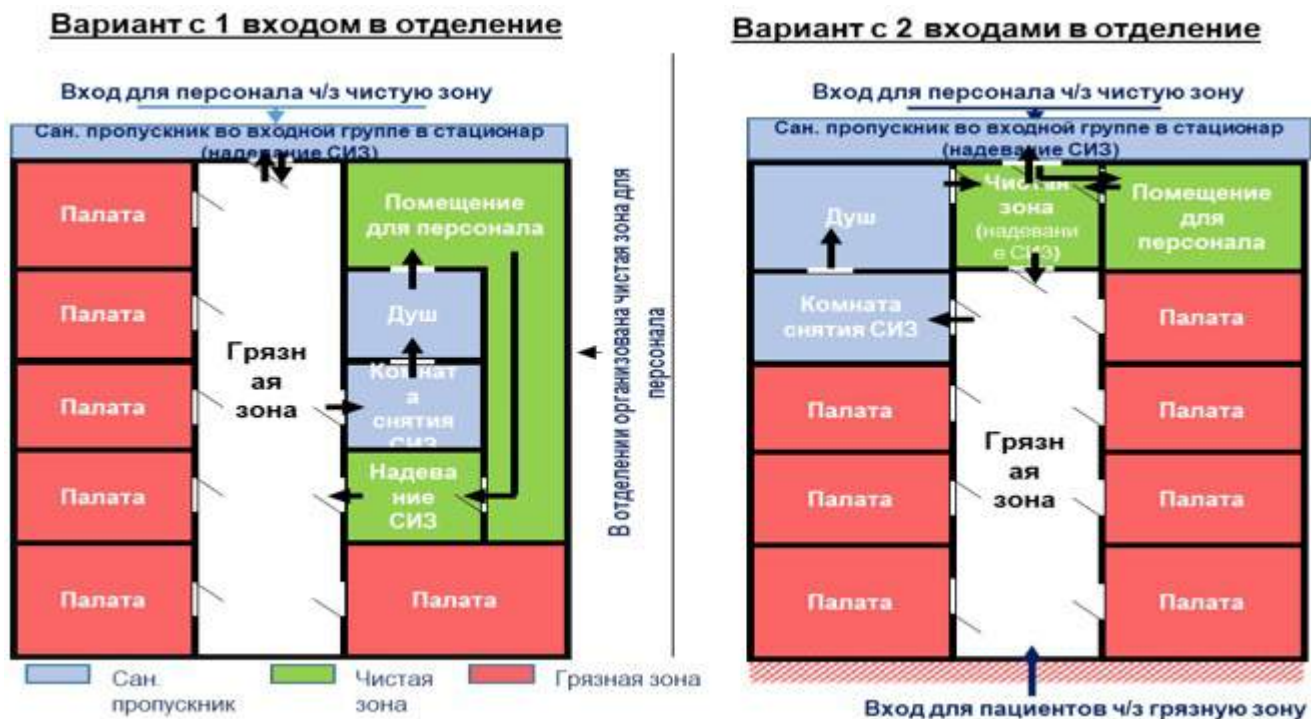 Вариант с 1 входом в отделение
Вход для персонала ч/з чистую зону
Сан. пропускник во входной группе в стационар
(надевание СИЗ)
Палата
Палата
Палата
Палата
Палата
Грязн
ая
зона
Помещение
для персонала
Душ
Комнат
а
снятия
СИЗ
Надева
ние
СИЗ
Палата
В отделении организована чистая зона для
персонала
Сан.
пропускник
Чистая
зона
Грязная зона
Вариант с 2 входами в отделение
Вход для персонала ч/з чистую зону
Сан. пропускник во входной группе в стационар
(надевание СИЗ)
Душ
Чистая
зона
(надевани
е СИЗ)
Помещение
для
персонала
Комната
снятия СИЗ
Палата
Палата
Палата
Палата
Грязн
ая
зона
Палата
Палата
Палата
Вход для пациентов ч/з грязную зону